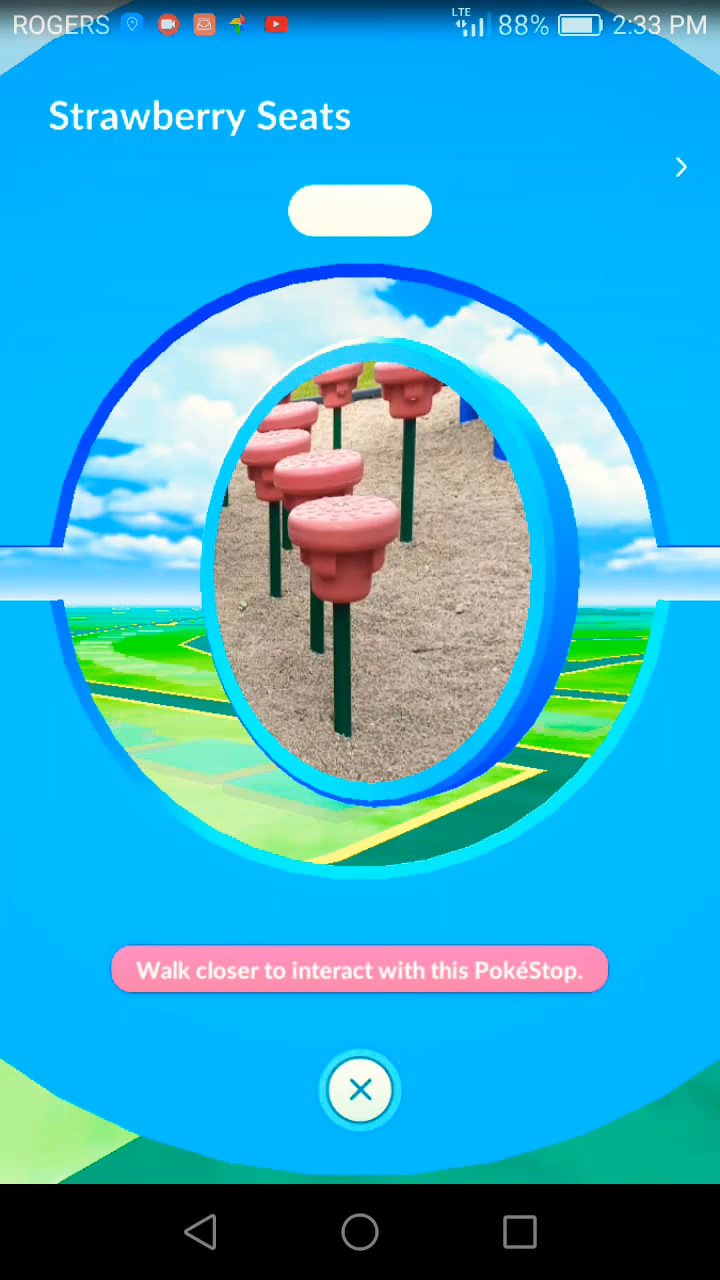 ROGERS LTE 88% 2:33 PM
Strawberry Seats
Walk closer to interact with this PokéStop.